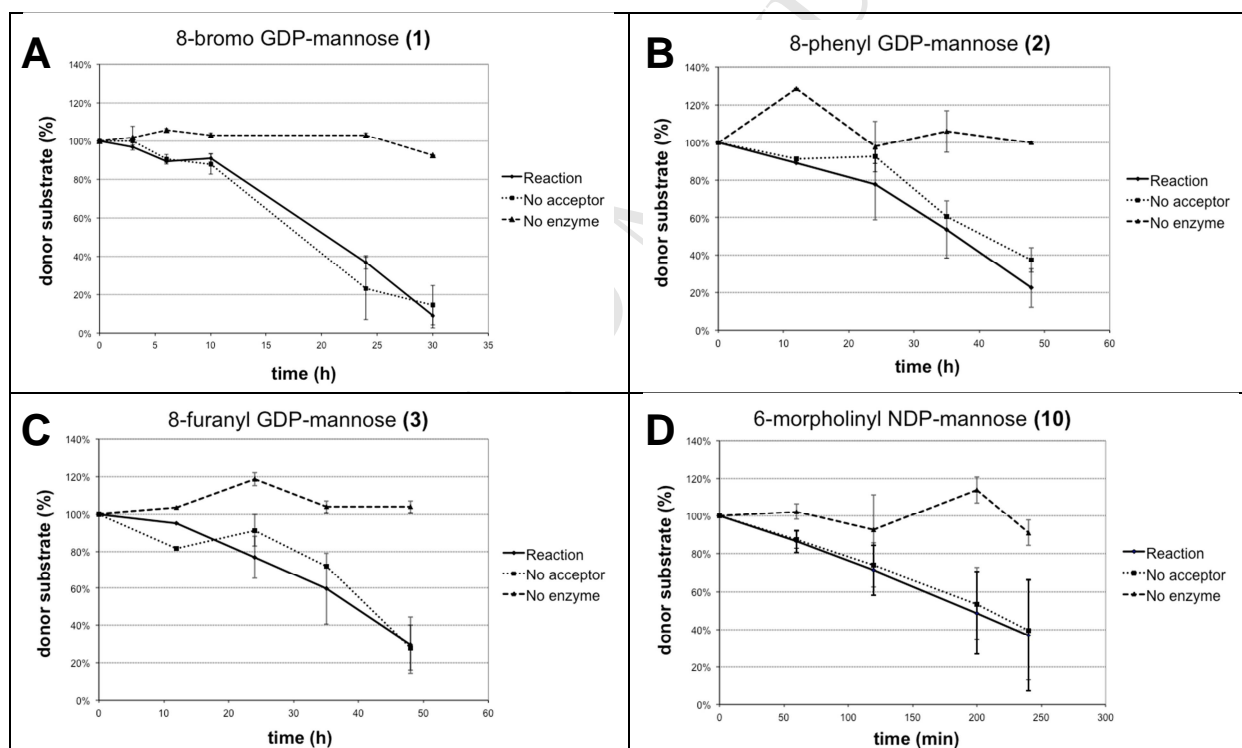 A
8-bromo GDP-mannose (1)
140%
120%
100%
80%
60%
40%
20%
0%
donor substrate (%)
0 5 10 15 20 25 30 35
time (h)
Reaction
No acceptor
No enzyme
B
8-phenyl GDP-mannose (2)
140%
120%
100%
80%
60%
40%
20%
0%
donor substrate (%)
0 10 20 30 40 50 60
time (h)
Reaction
No acceptor
No enzyme
C
8-furanyl GDP-mannose (3)
140%
120%
100%
80%
60%
40%
20%
0%
donor substrate (%)
0 10 20 30 40 50 60
time (h)
Reaction
No acceptor
No enzyme
D
6-morpholinyl NDP-mannose (10)
140%
120%
100%
80%
60%
40%
20%
0%
donor substrate (%)
0 50 100 150 200 250 300
time (min)
Reaction
No acceptor
No enzyme